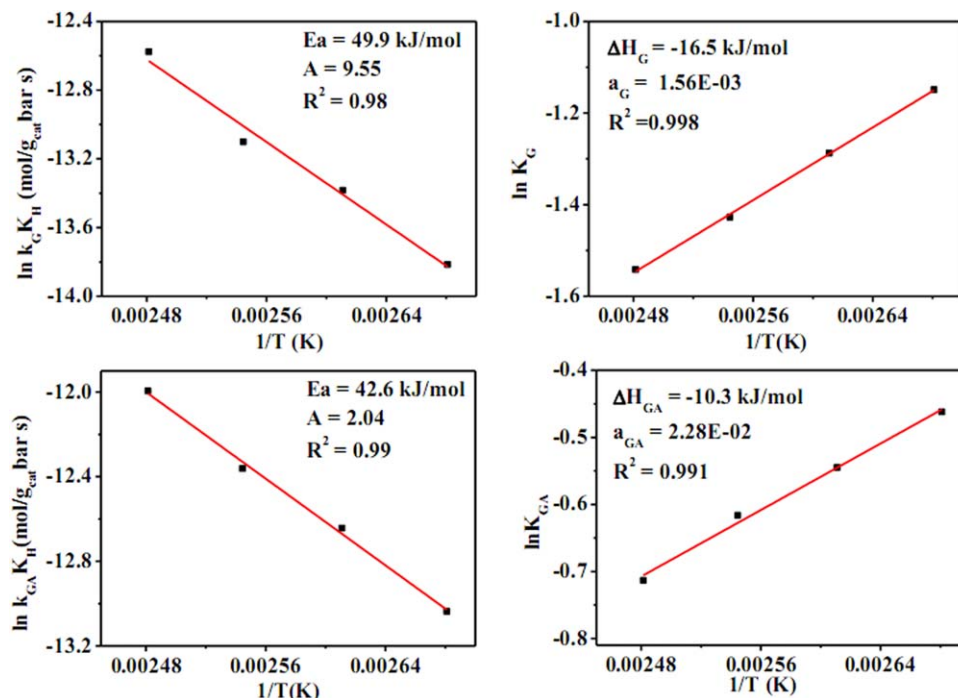 ln k_G K_H (mol/g_cat bar s)
-12.4
-12.8
-13.2
-13.6
-14.0
Ea = 49.9 kJ/mol
A = 9.55
R² = 0.98
0.00248 0.00256 0.00264
1/T (K)
ln K_G
-1.0
-1.2
-1.4
-1.6
ΔH_G = -16.5 kJ/mol
a_G = 1.56E-03
R² =0.998
0.00248 0.00256 0.00264
1/T(K)
ln k_GA K_H(mol/g_cat bar s)
-12.0
-12.4
-12.8
-13.2
Ea = 42.6 kJ/mol
A = 2.04
R² = 0.99
0.00248 0.00256 0.00264
1/T(K)
lnK_GA
-0.4
-0.5
-0.6
-0.7
-0.8
ΔH_GA = -10.3 kJ/mol
a_GA = 2.28E-02
R² = 0.991
0.00248 0.00256 0.00264
1/T(K)